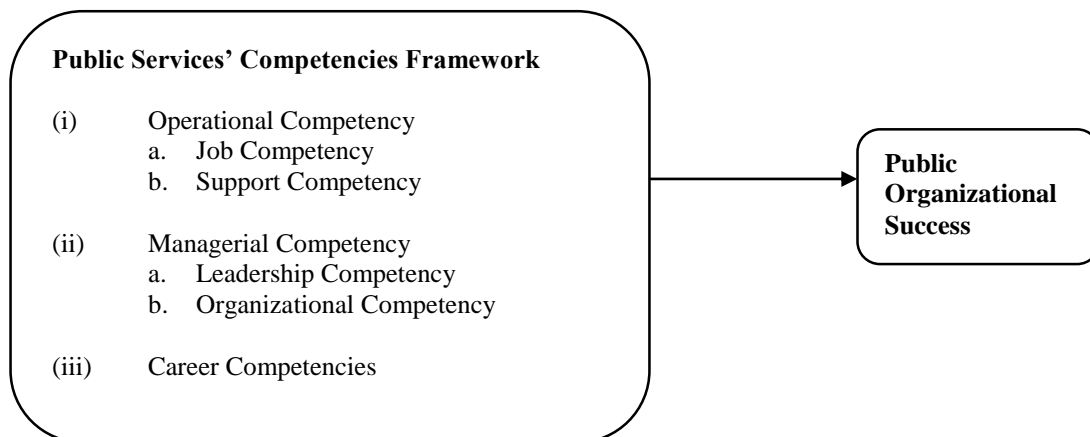 Public Services’ Competencies Framework
(i) Operational Competency
a. Job Competency
b. Support Competency
(ii) Managerial Competency
a. Leadership Competency
b. Organizational Competency
(iii) Career Competencies
Public
Organizational
Success